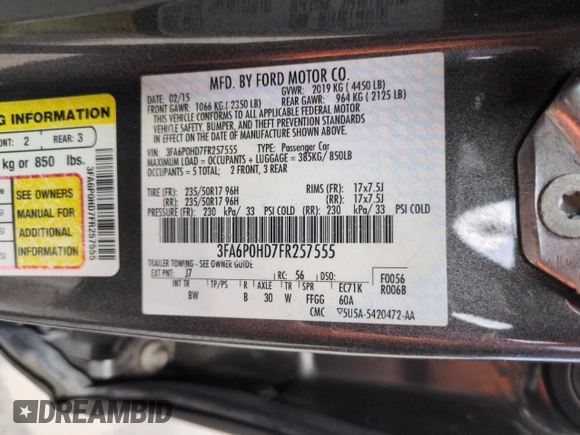 MFD. BY FORD MOTOR CO.
DATE: 02/15
GVWR: 2019 KG ( 4450 LB)
FRONT GAWR: 1066 KG ( 2350 LB)
REAR GAWR: 964 KG ( 2125 LB)
THIS VEHICLE CONFORMS TO ALL APPLICABLE FEDERAL MOTOR
VEHICLE SAFETY, BUMPER, AND THEFT PREVENTION STANDARDS
IN EFFECT ON THE DATE OF MANUFACTURE SHOWN ABOVE.
VIN: 3FA6P0HD7FR257555 TYPE: Passenger Car
MAXIMUM LOAD = OCCUPANTS + LUGGAGE = 385KG/ 850LB
OCCUPANTS = 5 TOTAL: 2 FRONT, 3 REAR
TIRE (FR): 235/50R17 96H RIMS (FR): 17x7.5J
(RR): 235/50R17 96H (RR): 17x7.5J
PRESSURE (FR): 230 kPa/ 33 PSI COLD (RR): 230 kPa/ 33 PSI COLD
3FA6P0HD7FR257555
TRAILER TOWING - SEE OWNER GUIDE
EXT PNT: J7 RC: 56 DSO: F0056
R0068
INT TR TP/PS R AXLE TR SPR EC71K
BW B 30 W FFGG 60A
CMC 5U5A-5420472-AA
G INFORMATION
ONT: 2 REAR: 3
kg or 850 lbs.
SEE OWNERS
MANUAL FOR
ADDITIONAL
INFORMATION
3FA6P0HD7FR257555
DREAMBID